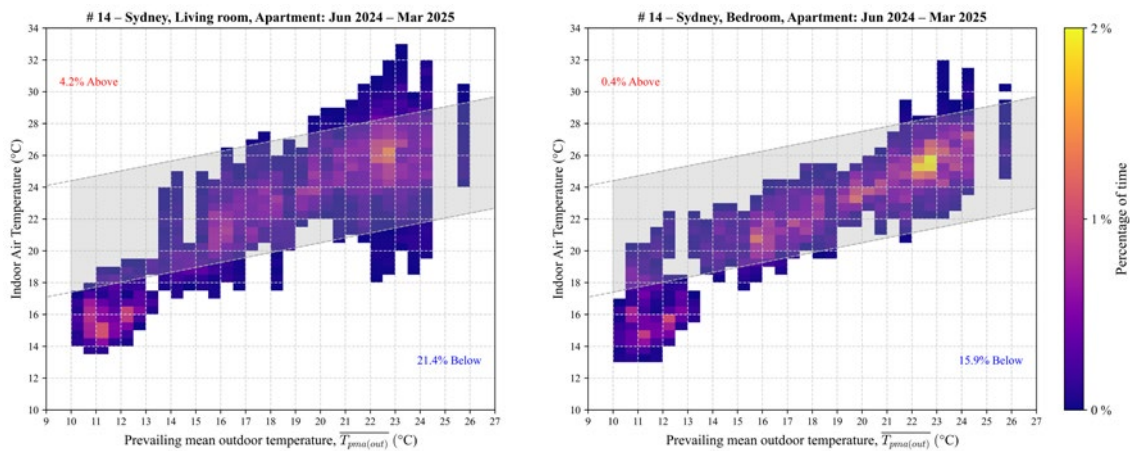 # 14 – Sydney, Living room, Apartment: Jun 2024 – Mar 2025
34
32
30
28
26
24
22
20
18
16
14
12
10
Indoor Air Temperature (°C)
4.2% Above
21.4% Below
9 10 11 12 13 14 15 16 17 18 19 20 21 22 23 24 25 26 27
Prevailing mean outdoor temperature, T_pma(out) (°C)
# 14 – Sydney, Bedroom, Apartment: Jun 2024 – Mar 2025
34
32
30
28
26
24
22
20
18
16
14
12
10
Indoor Air Temperature (°C)
0.4% Above
15.9% Below
9 10 11 12 13 14 15 16 17 18 19 20 21 22 23 24 25 26 27
Prevailing mean outdoor temperature, T_pma(out) (°C)
2 %
1 %
0 %
Percentage of time